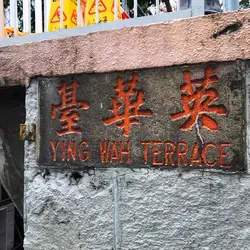 英華臺
YING WAH TERRACE